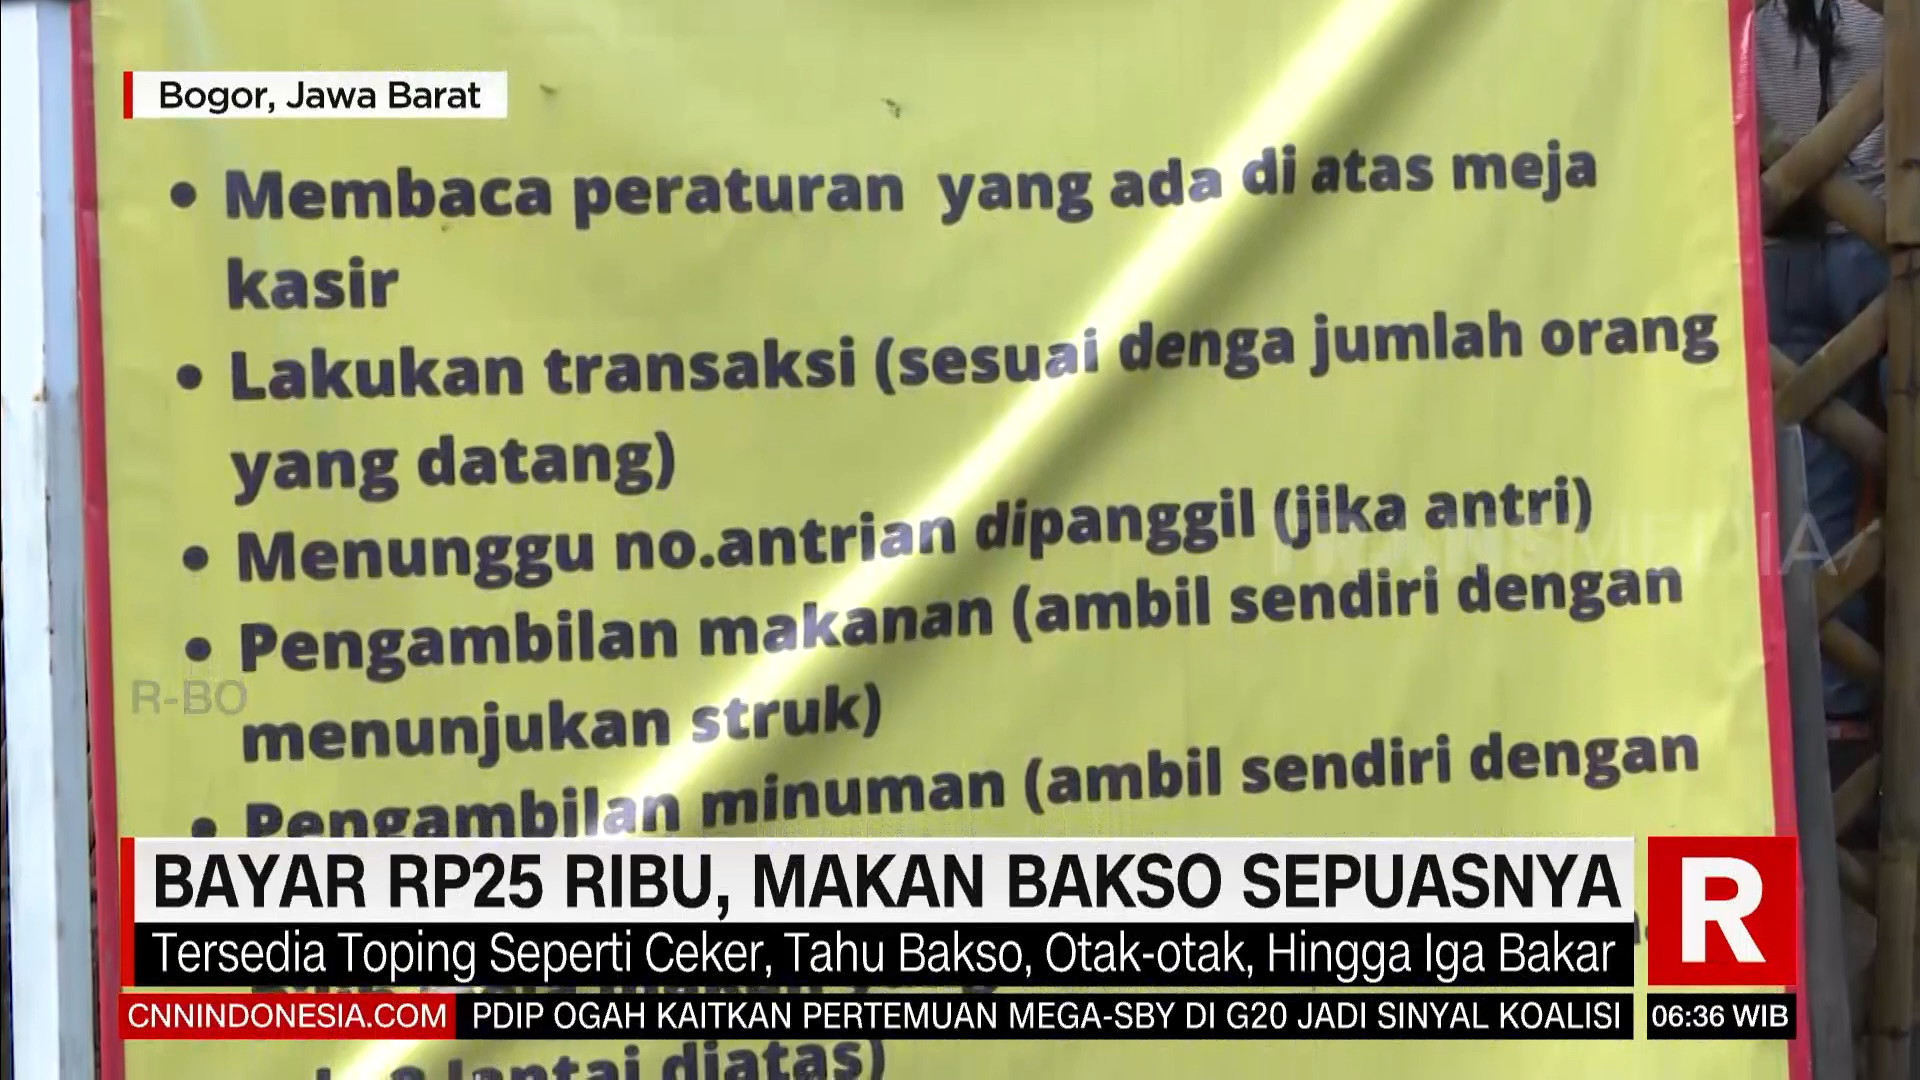 Bogor, Jawa Barat
• Membaca peraturan yang ada di atas meja
kasir
• Lakukan transaksi (sesuai denga jumlah orang
yang datang)
• Menunggu no.antrian dipanggil (jika antri)
TRANSMEDIA
• Pengambilan makanan (ambil sendiri dengan
R-BO
menunjukan struk)
• Pengambilan minuman (ambil sendiri dengan
BAYAR RP25 RIBU, MAKAN BAKSO SEPUASNYA
R
Tersedia Toping Seperti Ceker, Tahu Bakso, Otak-otak, Hingga Iga Bakar
CNNINDONESIA.COM PDIP OGAH KAITKAN PERTEMUAN MEGA-SBY DI G20 JADI SINYAL KOALISI 06:36 WIB
lantai diatas)